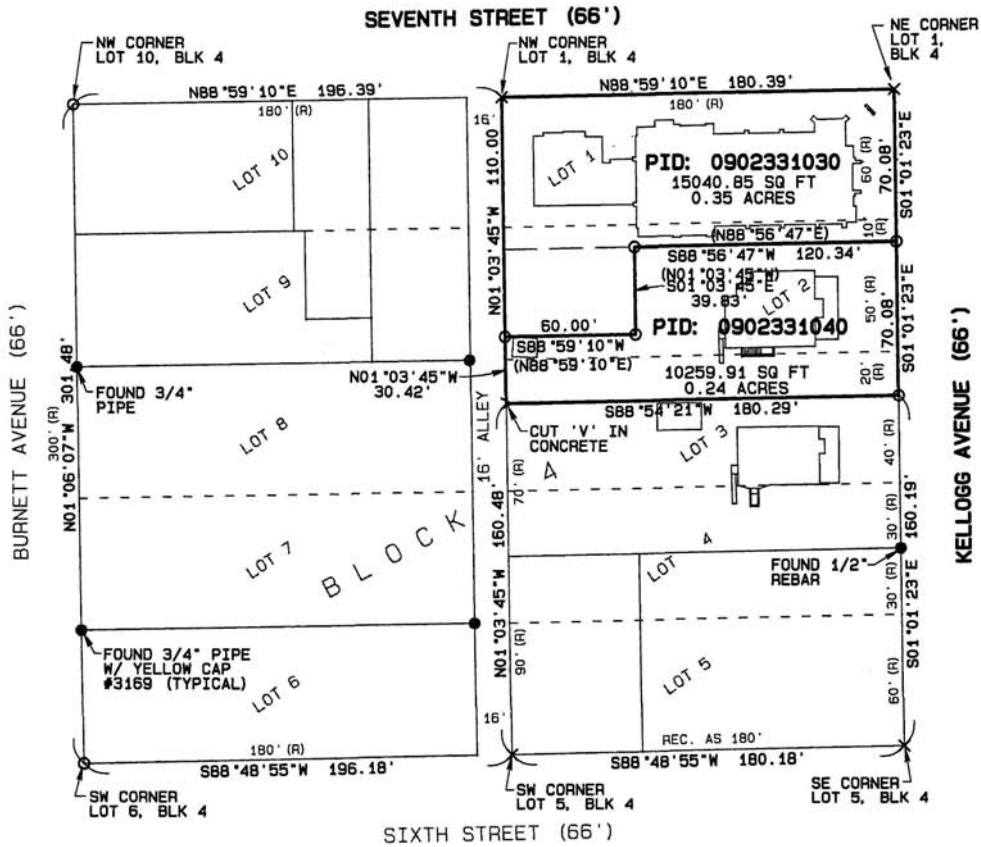 SEVENTH STREET (66')
NW CORNER
LOT 10, BLK 4
NW CORNER
LOT 1, BLK 4
NE CORNER
LOT 1,
BLK 4
N88°59'10"E 196.39'
180' (R)
16'
N88°59'10"E 180.39'
180' (R)
LOT 10
LOT 1
PID: 0902331030
15040.85 SQ FT
0.35 ACRES
N01°03'45"W 110.00'
60' (R)
70.08'
S01°01'23"E
10' (R)
(N88°56'47"E)
S88°56'47"W 120.34'
(N01°03'45"W)
S01°03'45"E
39.83'
LOT 9
LOT 2
60.00'
PID: 0902331040
S88°59'10"W
(N88°59'10"E)
10259.91 SQ FT
0.24 ACRES
50' (R)
70.08'
S01°01'23"E
20' (R)
N01°03'45"W
30.42'
S88°54'21"W 180.29'
FOUND 3/4"
PIPE
CUT 'V' IN
CONCRETE
BURNETT AVENUE (66')
300' (R)
N01°06'07"W 301.48'
LOT 8
16' ALLEY
LOT 3
40' (R)
KELLOGG AVENUE (66')
70' (R)
BLOCK 4
N01°03'45"W 160.48'
LOT 7
LOT 4
30' (R)
FOUND 1/2"
REBAR
30' (R)
S01°01'23"E 160.19'
FOUND 3/4" PIPE
W/ YELLOW CAP
#3169 (TYPICAL)
LOT 6
90' (R)
LOT 5
60' (R)
16'
180' (R)
REC. AS 180'
S88°48'55"W 196.18'
S88°48'55"W 180.18'
SW CORNER
LOT 6, BLK 4
SW CORNER
LOT 5, BLK 4
SE CORNER
LOT 5, BLK 4
SIXTH STREET (66')